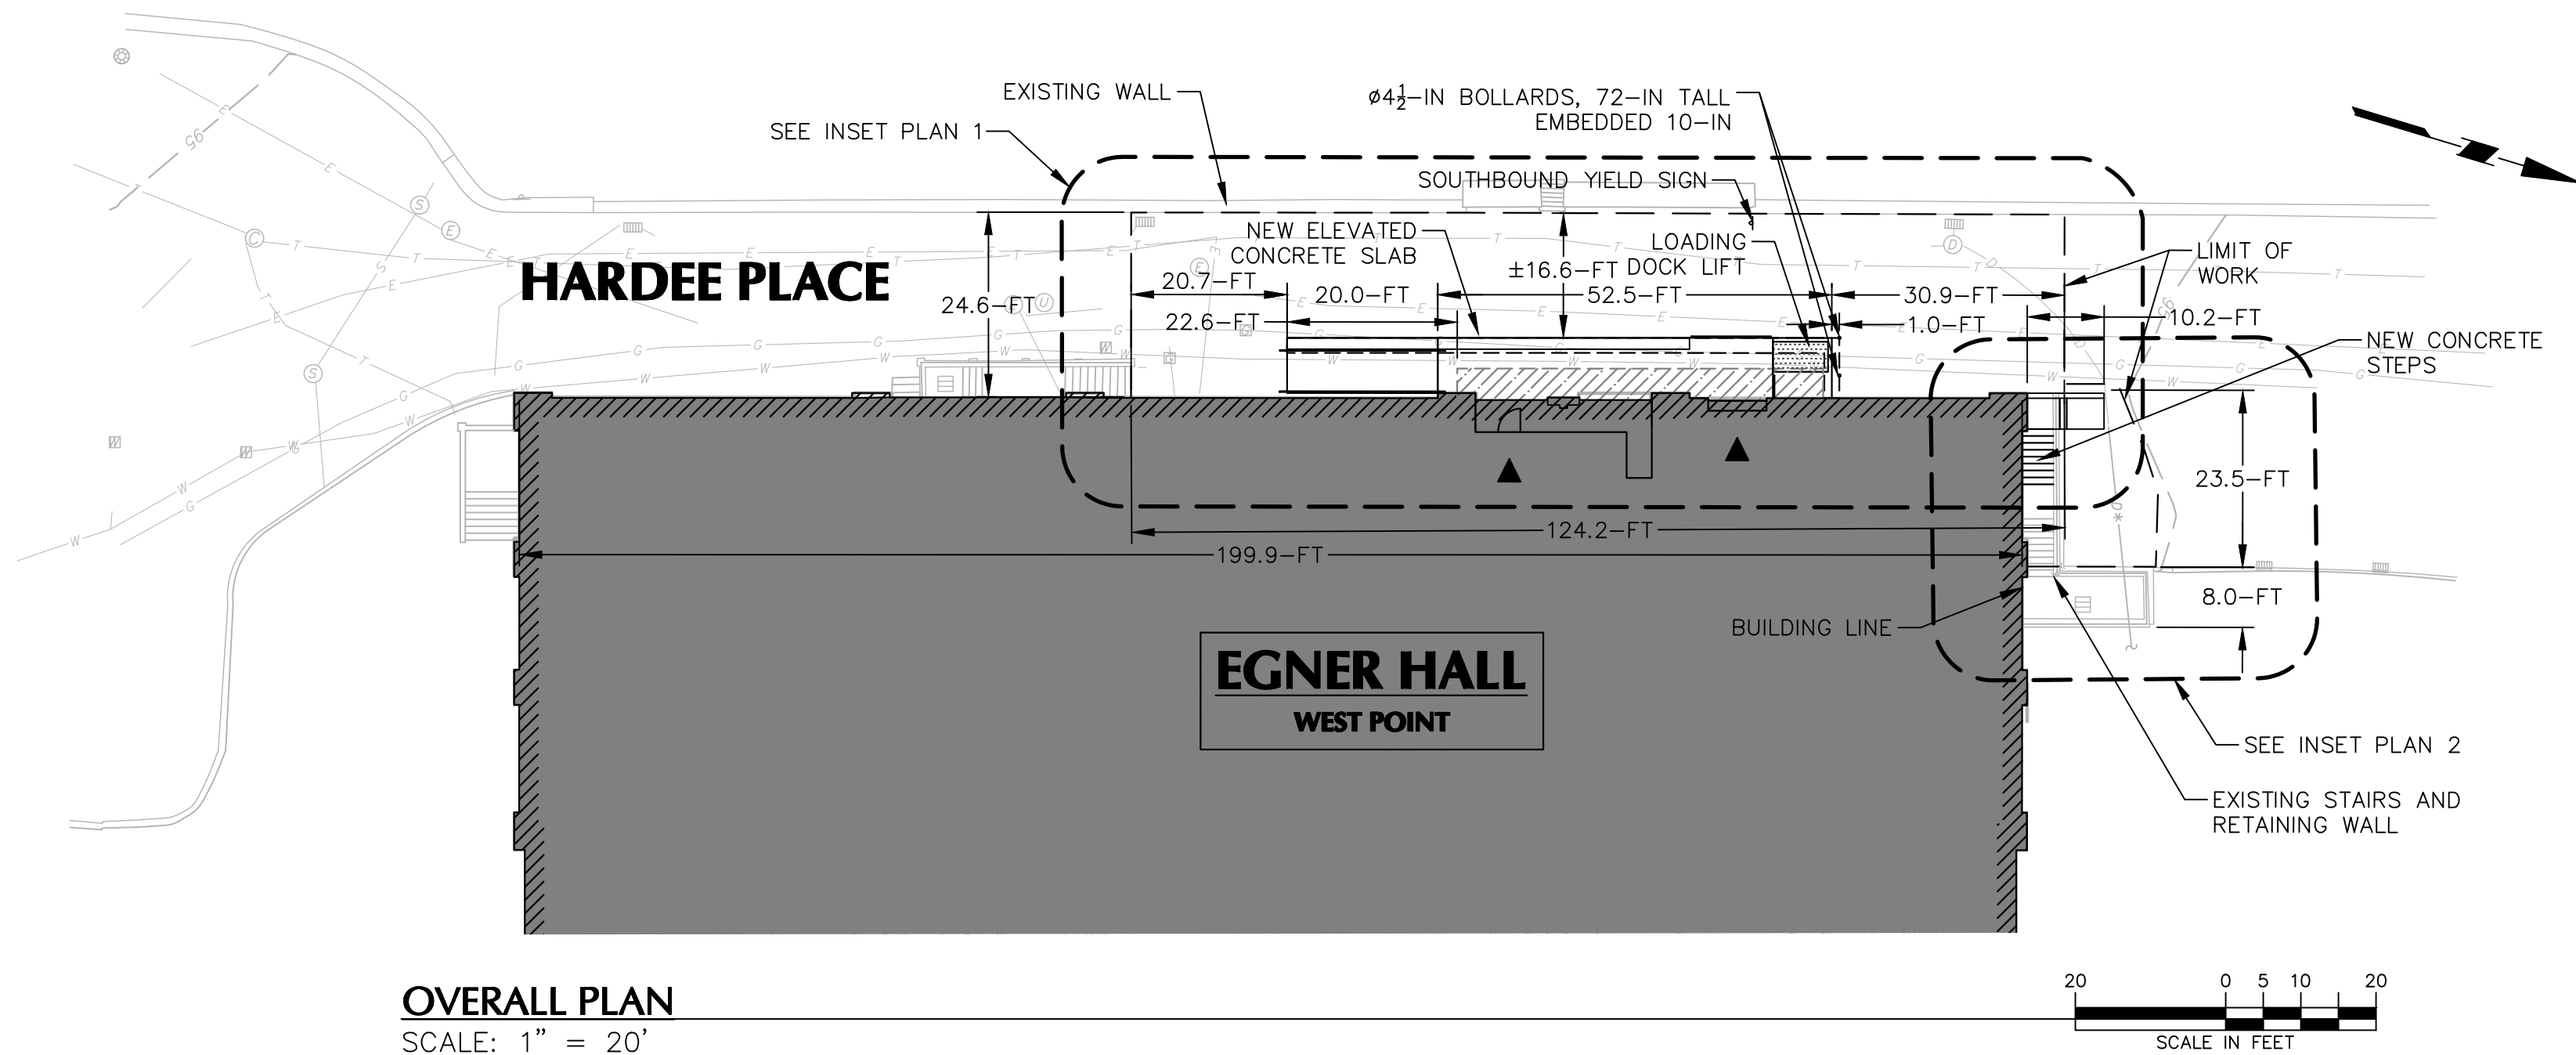 EXISTING WALL
SEE INSET PLAN 1
ø4½-IN BOLLARDS, 72-IN TALL
EMBEDDED 10-IN
SOUTHBOUND YIELD SIGN
NEW ELEVATED
CONCRETE SLAB
LOADING
DOCK LIFT
LIMIT OF
WORK
HARDEE PLACE
24.6-FT
20.7-FT
22.6-FT
20.0-FT
±16.6-FT
52.5-FT
30.9-FT
1.0-FT
10.2-FT
NEW CONCRETE
STEPS
23.5-FT
124.2-FT
199.9-FT
8.0-FT
BUILDING LINE
EGNER HALL
WEST POINT
SEE INSET PLAN 2
EXISTING STAIRS AND
RETAINING WALL
95
95
OVERALL PLAN
SCALE: 1" = 20'
20 0 5 10 20
SCALE IN FEET